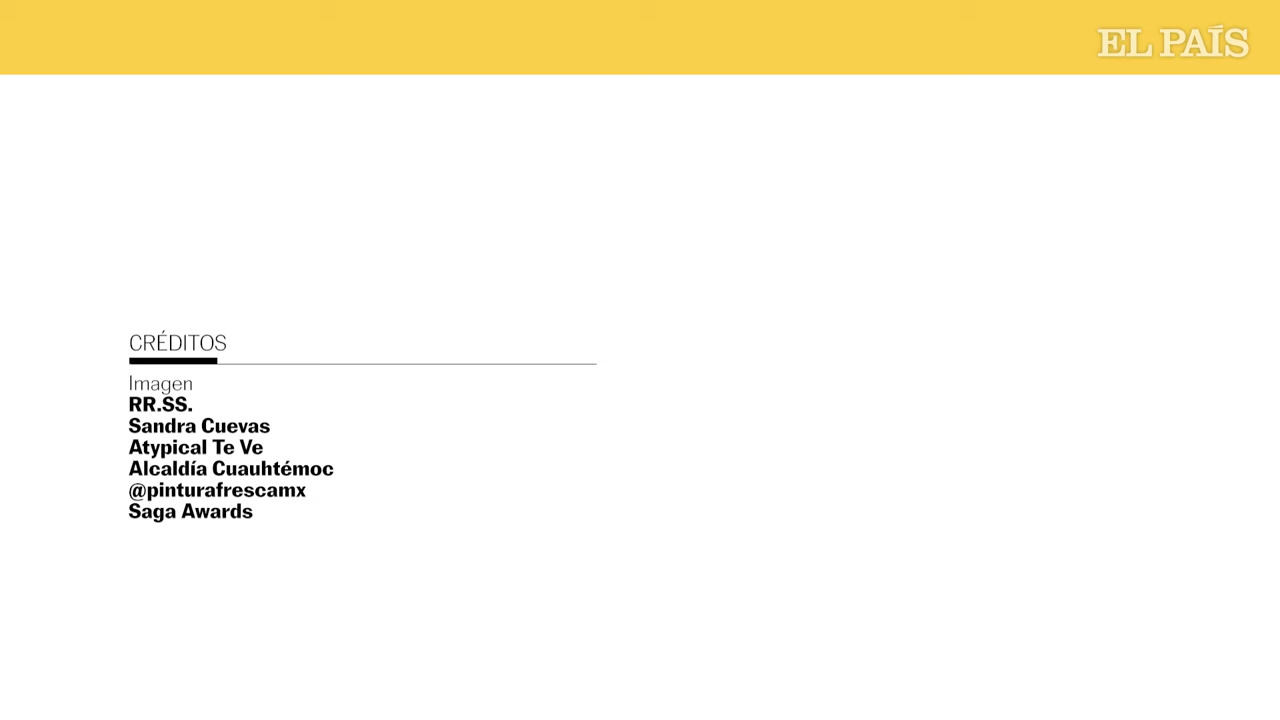 EL PAÍS
CRÉDITOS
Imagen
RR.SS.
Sandra Cuevas
Atypical Te Ve
Alcaldía Cuauhtémoc
@pinturafrescamx
Saga Awards